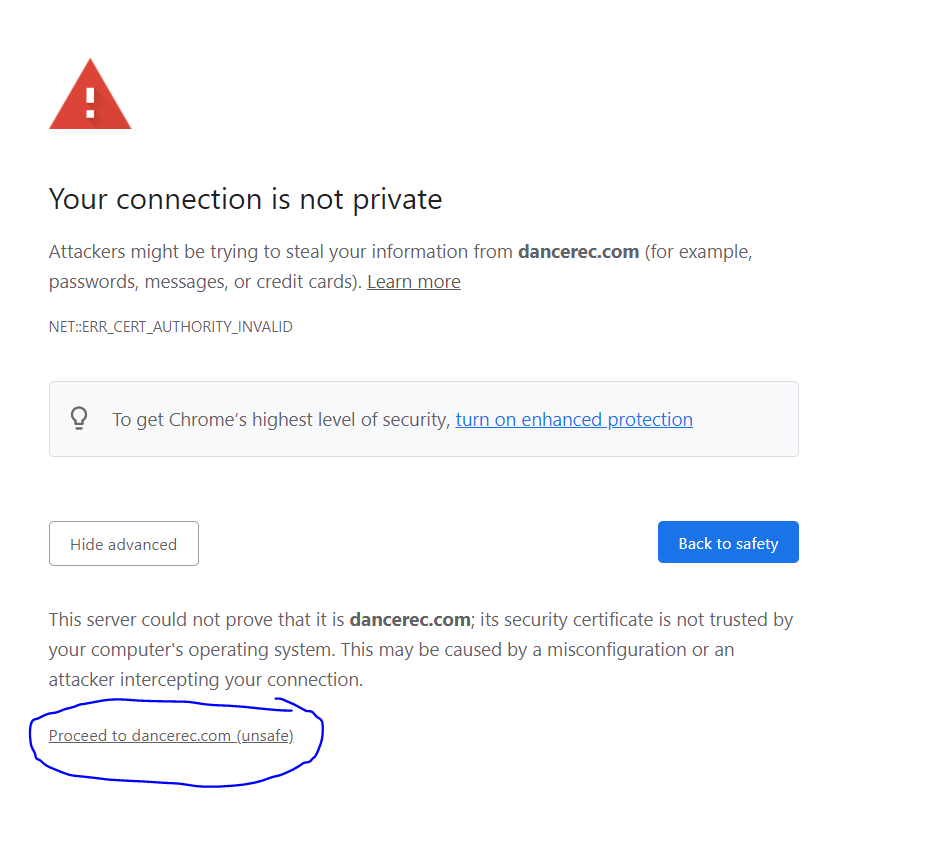 Your connection is not private
Attackers might be trying to steal your information from dancerec.com (for example,
passwords, messages, or credit cards). Learn more
NET::ERR_CERT_AUTHORITY_INVALID
To get Chrome’s highest level of security, turn on enhanced protection
Hide advanced
Back to safety
This server could not prove that it is dancerec.com; its security certificate is not trusted by
your computer's operating system. This may be caused by a misconfiguration or an
attacker intercepting your connection.
Proceed to dancerec.com (unsafe)